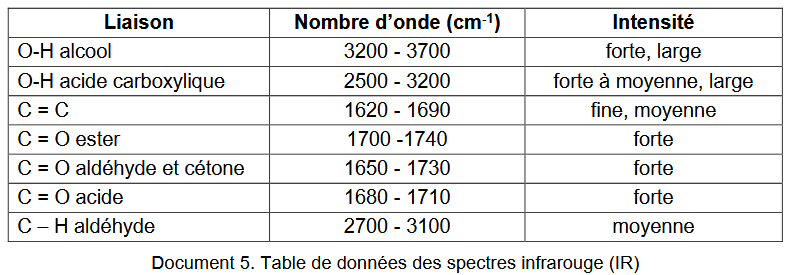 Liaison Nombre d’onde (cm-1) Intensité
O-H alcool 3200 - 3700 forte, large
O-H acide carboxylique 2500 - 3200 forte à moyenne, large
C = C 1620 - 1690 fine, moyenne
C = O ester 1700 -1740 forte
C = O aldéhyde et cétone 1650 - 1730 forte
C = O acide 1680 - 1710 forte
C – H aldéhyde 2700 - 3100 moyenne
Document 5. Table de données des spectres infrarouge (IR)